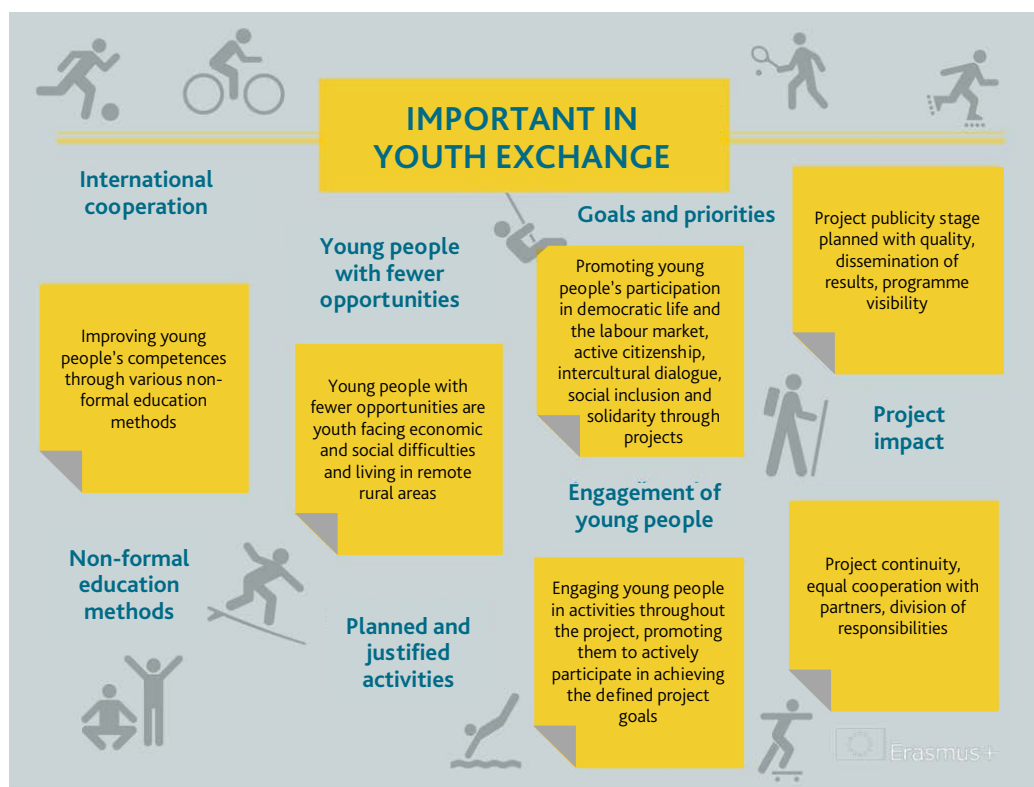 IMPORTANT IN
YOUTH EXCHANGE
International
cooperation
Improving young
people's competences
through various non-
formal education
methods
Non-formal
education
methods
Young people
with fewer
opportunities
Young people with
fewer opportunities are
youth facing economic
and social difficulties
and living in remote
rural areas
Planned and
justified
activities
Goals and priorities
Promoting young
people's participation
in democratic life and
the labour market,
active citizenship,
intercultural dialogue,
social inclusion and
solidarity through
projects
Engagement of
young people
Engaging young people
in activities throughout
the project, promoting
them to actively
participate in achieving
the defined project
goals
Project publicity stage
planned with quality,
dissemination of
results, programme
visibility
Project
impact
Project continuity,
equal cooperation with
partners, division of
responsibilities
Erasmus+